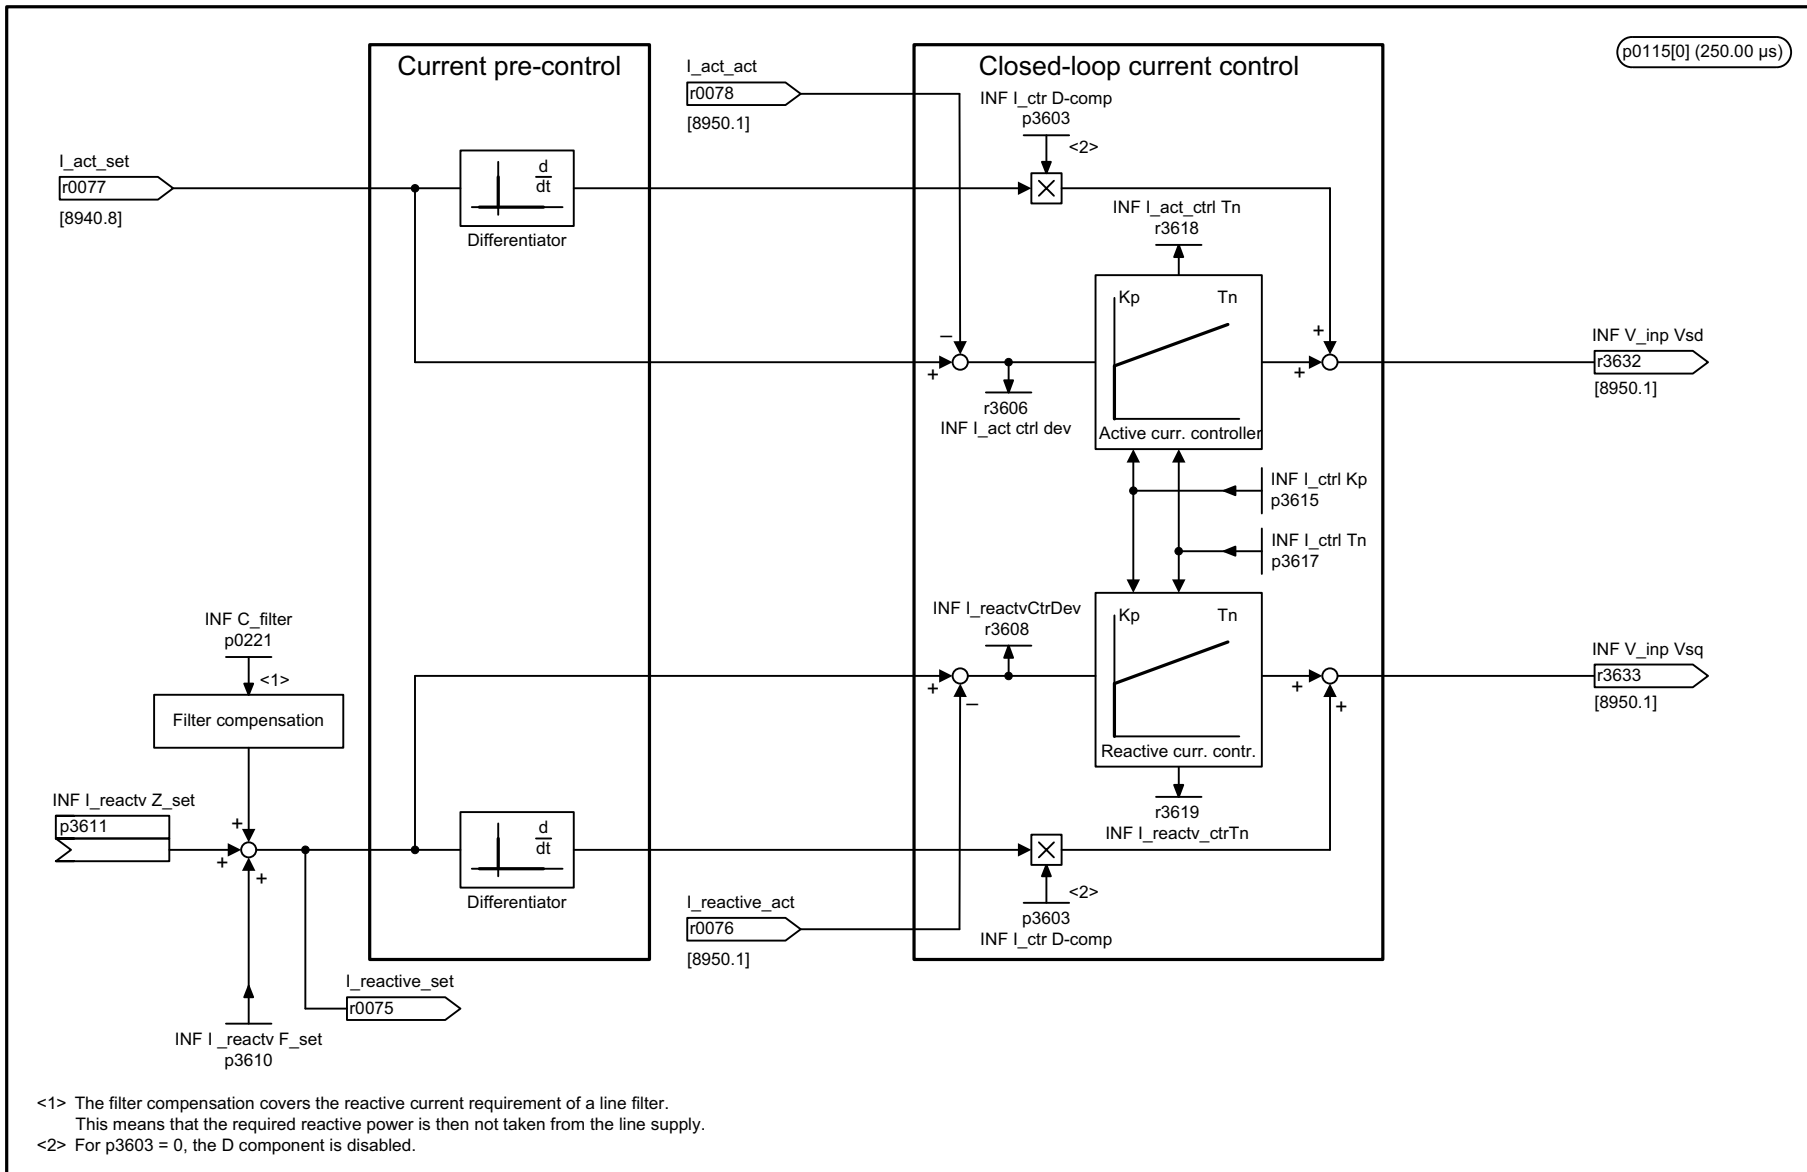 p0115[0] (250.00 µs)
Current pre-control
Closed-loop current control
I_act_act
r0078
[8950.1]
INF I_ctr D-comp
p3603
<2>
I_act_set
r0077
[8940.8]
d
dt
Differentiator
INF I_act_ctrl Tn
r3618
Kp Tn
Active curr. controller
–
+
r3606
INF I_act ctrl dev
+
+
INF V_inp Vsd
r3632
[8950.1]
INF I_ctrl Kp
p3615
INF I_ctrl Tn
p3617
INF I_reactvCtrDev
r3608
Kp Tn
Reactive curr. contr.
+
–
+
+
INF V_inp Vsq
r3633
[8950.1]
r3619
INF I_reactv_ctrTn
INF C_filter
p0221
<1>
Filter compensation
INF I_reactv Z_set
p3611
+
+
+
d
dt
Differentiator
<2>
p3603
INF I_ctr D-comp
I_reactive_act
r0076
[8950.1]
I_reactive_set
r0075
INF I _reactv F_set
p3610
<1> The filter compensation covers the reactive current requirement of a line filter.
This means that the required reactive power is then not taken from the line supply.
<2> For p3603 = 0, the D component is disabled.